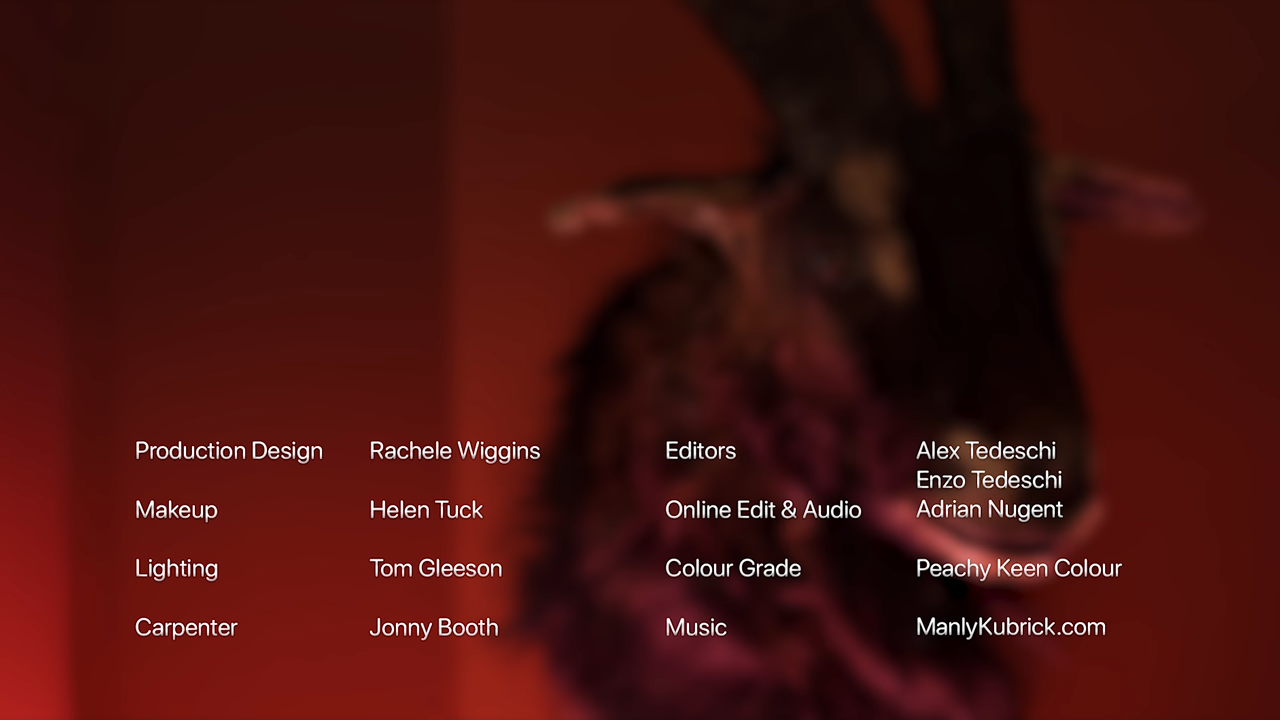 Production Design Rachele Wiggins Editors Alex Tedeschi
Enzo Tedeschi
Makeup Helen Tuck Online Edit & Audio Adrian Nugent
Lighting Tom Gleeson Colour Grade Peachy Keen Colour
Carpenter Jonny Booth Music ManlyKubrick.com